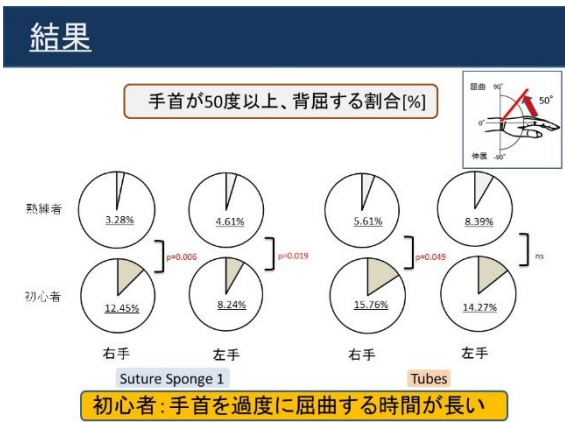 結果
手首が50度以上、背屈する割合[%]
屈曲 90°
50°
0°
伸展 -90°
熟練者
3.28%
4.61%
5.61%
8.39%
p=0.006
p=0.019
p=0.049
ns
初心者
12.45%
8.24%
15.76%
14.27%
右手
左手
右手
左手
Suture Sponge 1
Tubes
初心者:手首を過度に屈曲する時間が長い